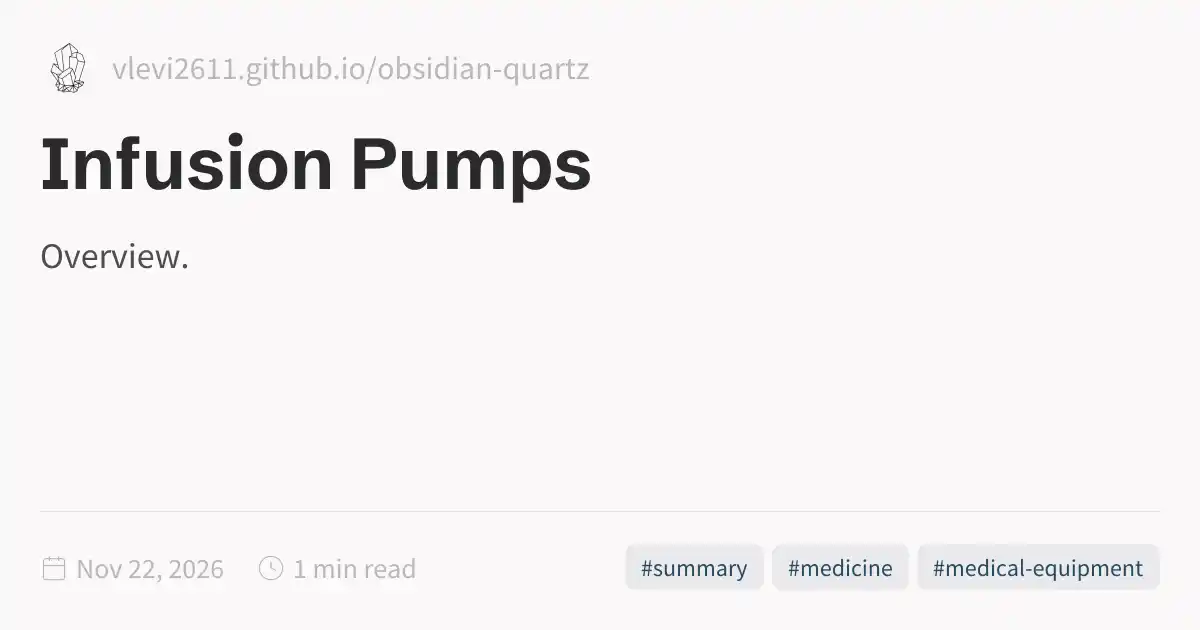 vlevi2611.github.io/obsidian-quartz
Infusion Pumps
Overview.
Nov 22, 2026 1 min read #summary #medicine #medical-equipment